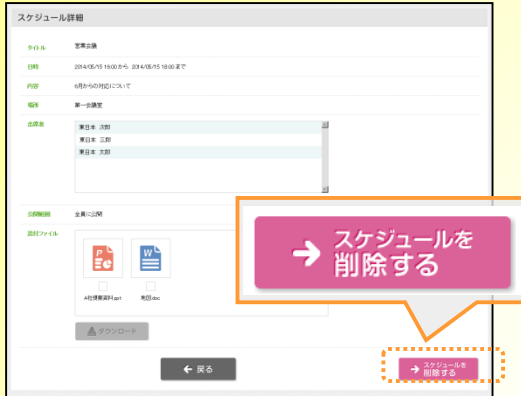 スケジュール詳細
タイトル 営業会議
日時 2014/05/15 15:00 から 2014/05/15 18:00 まで
内容 6月からの対応について
場所 第一会議室
出席者 東日本 次郎
東日本 三郎
東日本 太郎
公開範囲 全員に公開
添付ファイル
A社提案資料.ppt 地図.doc
ダウンロード
スケジュールを
削除する
戻る
スケジュールを
削除する